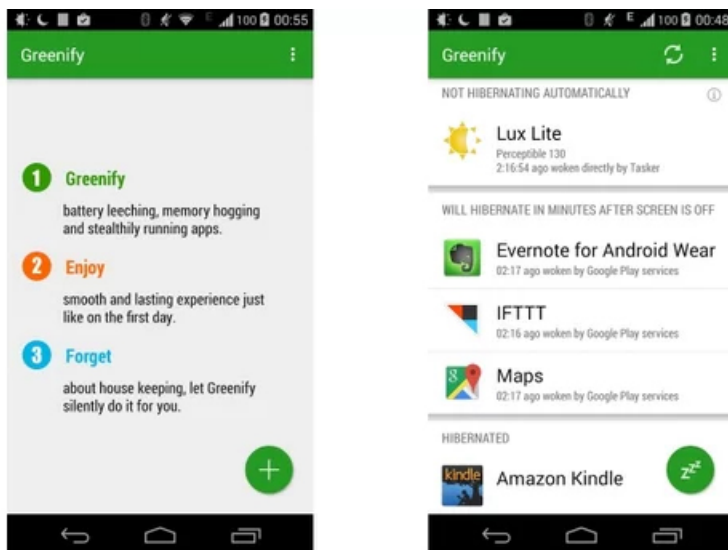 E 100 00:55
Greenify
1 Greenify
battery leeching, memory hogging
and stealthily running apps.
2 Enjoy
smooth and lasting experience just
like on the first day.
3 Forget
about house keeping, let Greenify
silently do it for you.
E 100 00:48
Greenify
NOT HIBERNATING AUTOMATICALLY
Lux Lite
Perceptible 130
2:16:54 ago woken directly by Tasker
WILL HIBERNATE IN MINUTES AFTER SCREEN IS OFF
Evernote for Android Wear
02:17 ago woken by Google Play services
IFTTT
02:16 ago woken by Google Play services
8
Maps
02:17 ago woken by Google Play services
HIBERNATED
kindle
Amazon Kindle
zzz